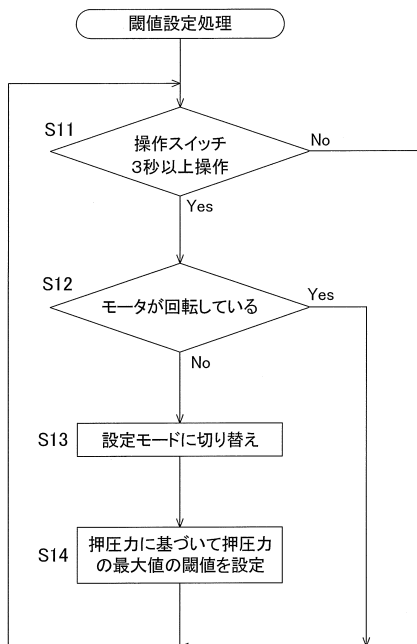 閾値設定処理
S11
操作スイッチ
3秒以上操作
No
Yes
S12
モータが回転している
Yes
No
S13
設定モードに切り替え
S14
押圧力に基づいて押圧力
の最大値の閾値を設定